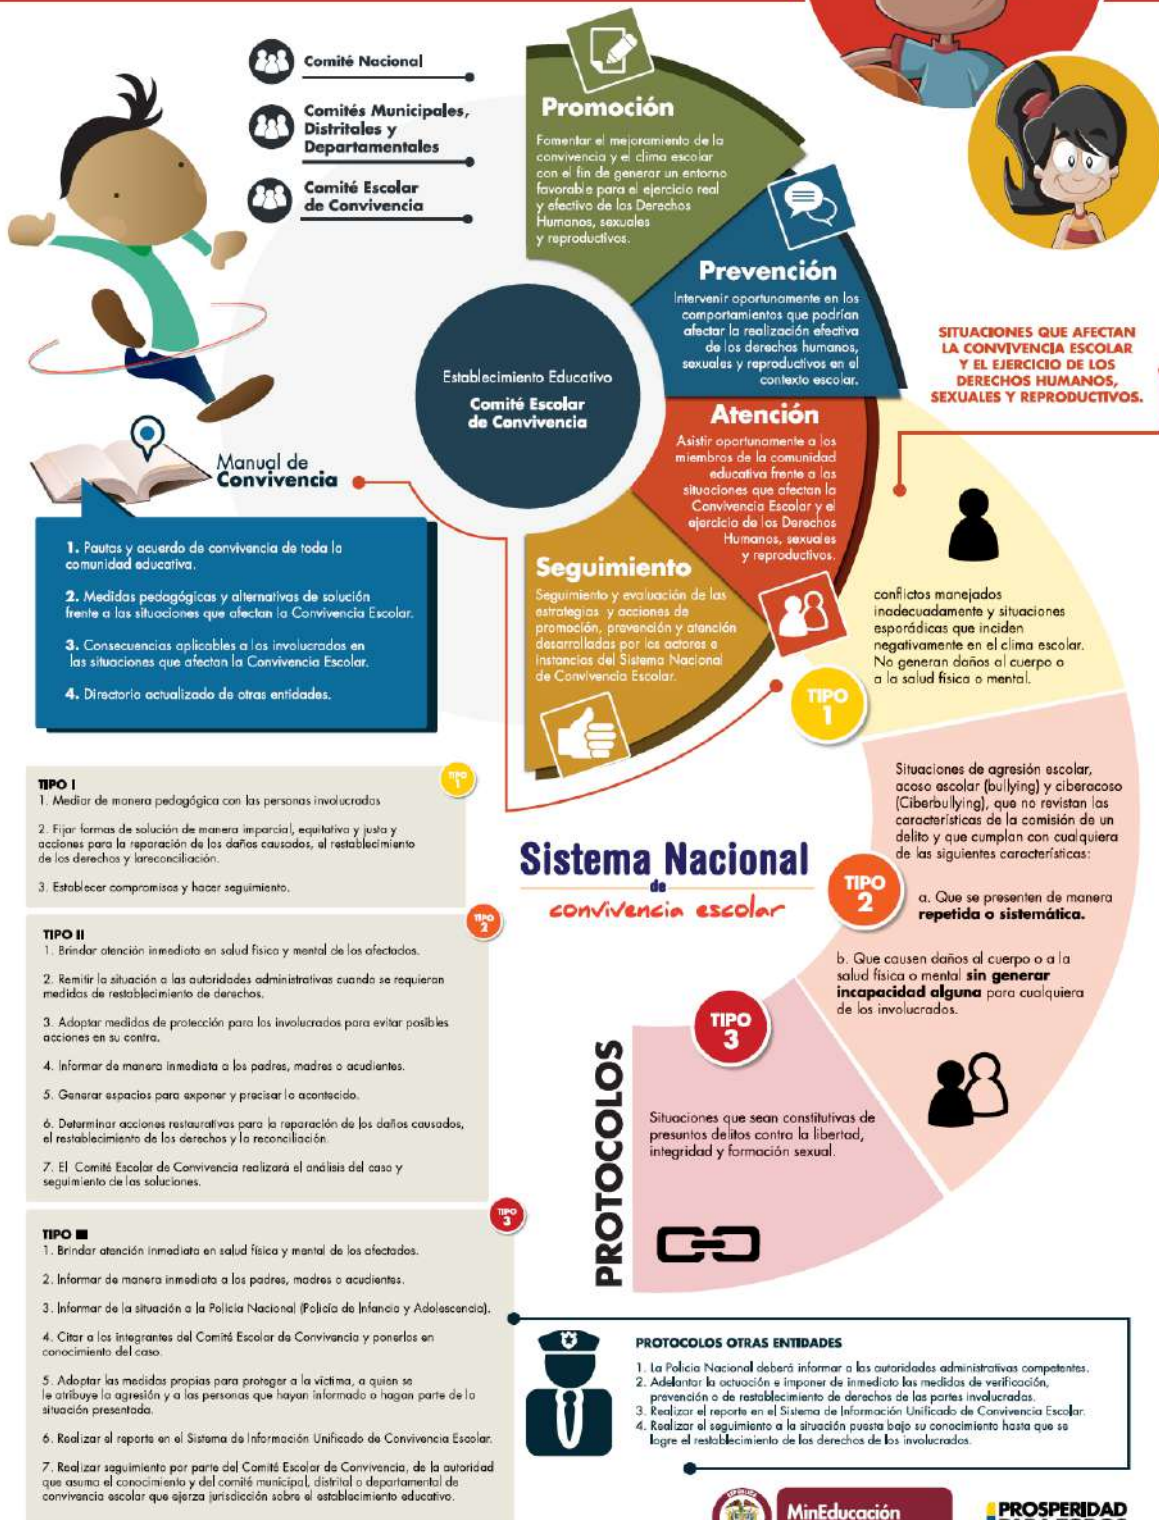 Comité Nacional
Comités Municipales,
Distritales y
Departamentales
Comité Escolar
de Convivencia
Promoción
Fomentar el mejoramiento de la
convivencia y el clima escolar
con el fin de generar un entorno
favorable para el ejercicio real
y efectivo de los Derechos
Humanos, sexuales
y reproductivos.
Prevención
Intervenir oportunamente en los
comportamientos que podrían
afectar la realización efectiva
de los derechos humanos,
sexuales y reproductivos en el
contexto escolar.
Establecimiento Educativo
Comité Escolar
de Convivencia
Atención
Asistir oportunamente a los
miembros de la comunidad
educativa frente a las
situaciones que afectan la
Convivencia Escolar y el
ejercicio de los Derechos
Humanos, sexuales
y reproductivos.
Seguimiento
Seguimiento y evaluación de las
estrategias y acciones de
promoción, prevención y atención
desarrolladas por los actores e
instancias del Sistema Nacional
de Convivencia Escolar.
SITUACIONES QUE AFECTAN
LA CONVIVENCIA ESCOLAR
Y EL EJERCICIO DE LOS
DERECHOS HUMANOS,
SEXUALES Y REPRODUCTIVOS.
Manual de
Convivencia
1. Pautas y acuerdo de convivencia de toda la
comunidad educativa.
2. Medidas pedagógicas y alternativas de solución
frente a las situaciones que afectan la Convivencia Escolar.
3. Consecuencias aplicables a los involucrados en
las situaciones que afectan la Convivencia Escolar.
4. Directorio actualizado de otras entidades.
conflictos manejados
inadecuadamente y situaciones
esporádicas que inciden
negativamente en el clima escolar.
No generan daños al cuerpo o
a la salud física o mental.
TIPO
1
Situaciones de agresión escolar,
acoso escolar (bullying) y ciberacoso
(Ciberbullying), que no revistan las
características de la comisión de un
delito y que cumplan con cualquiera
de las siguientes características:
TIPO
2
a. Que se presenten de manera
repetida o sistemática.
b. Que causen daños al cuerpo o a la
salud física o mental sin generar
incapacidad alguna para cualquiera
de los involucrados.
TIPO
3
Situaciones que sean constitutivas de
presuntos delitos contra la libertad,
integridad y formación sexual.
PROTOCOLOS
Sistema Nacional
de
convivencia escolar
TIPO
1
TIPO I
1. Mediar de manera pedagógica con las personas involucradas
2. Fijar formas de solución de manera imparcial, equitativa y justa y
acciones para la reparación de los daños causados, el restablecimiento
de los derechos y lareconciliación.
3. Establecer compromisos y hacer seguimiento.
TIPO
2
TIPO II
1. Brindar atención inmediata en salud física y mental de los afectados.
2. Remitir la situación a las autoridades administrativas cuando se requieran
medidas de restablecimiento de derechos.
3. Adoptar medidas de protección para los involucrados para evitar posibles
acciones en su contra.
4. Informar de manera inmediata a los padres, madres o acudientes.
5. Generar espacios para exponer y precisar lo acontecido.
6. Determinar acciones restaurativas para la reparación de los daños causados,
el restablecimiento de los derechos y la reconciliación.
7. El Comité Escolar de Convivencia realizará el análisis del caso y
seguimiento de las soluciones.
TIPO
3
TIPO III
1. Brindar atención inmediata en salud física y mental de los afectados.
2. Informar de manera inmediata a los padres, madres o acudientes.
3. Informar de la situación a la Policía Nacional (Policía de Infancia y Adolescencia).
4. Citar a los integrantes del Comité Escolar de Convivencia y ponerlos en
conocimiento del caso.
5. Adoptar las medidas propias para proteger a la víctima, a quien se
le atribuye la agresión y a las personas que hayan informado o hagan parte de la
situación presentada.
6. Realizar el reporte en el Sistema de Información Unificado de Convivencia Escolar.
7. Realizar seguimiento por parte del Comité Escolar de Convivencia, de la autoridad
que asuma el conocimiento y del comité municipal, distrital o departamental de
convivencia escolar que ejerza jurisdicción sobre el establecimiento educativo.
PROTOCOLOS OTRAS ENTIDADES
1. La Policia Nacional deberá informar a las autoridades administrativas competentes.
2. Adelantar la actuación e imponer de inmediato las medidas de verificación,
prevención o de restablecimiento de derechos de las partes involucradas.
3. Realizar el reporte en el Sistema de Información Unificado de Convivencia Escolar.
4. Realizar el seguimiento a la situación puesta bajo su conocimiento hasta que se
logre el restablecimiento de los derechos de los involucrados.
MinEducación
PROSPERIDAD